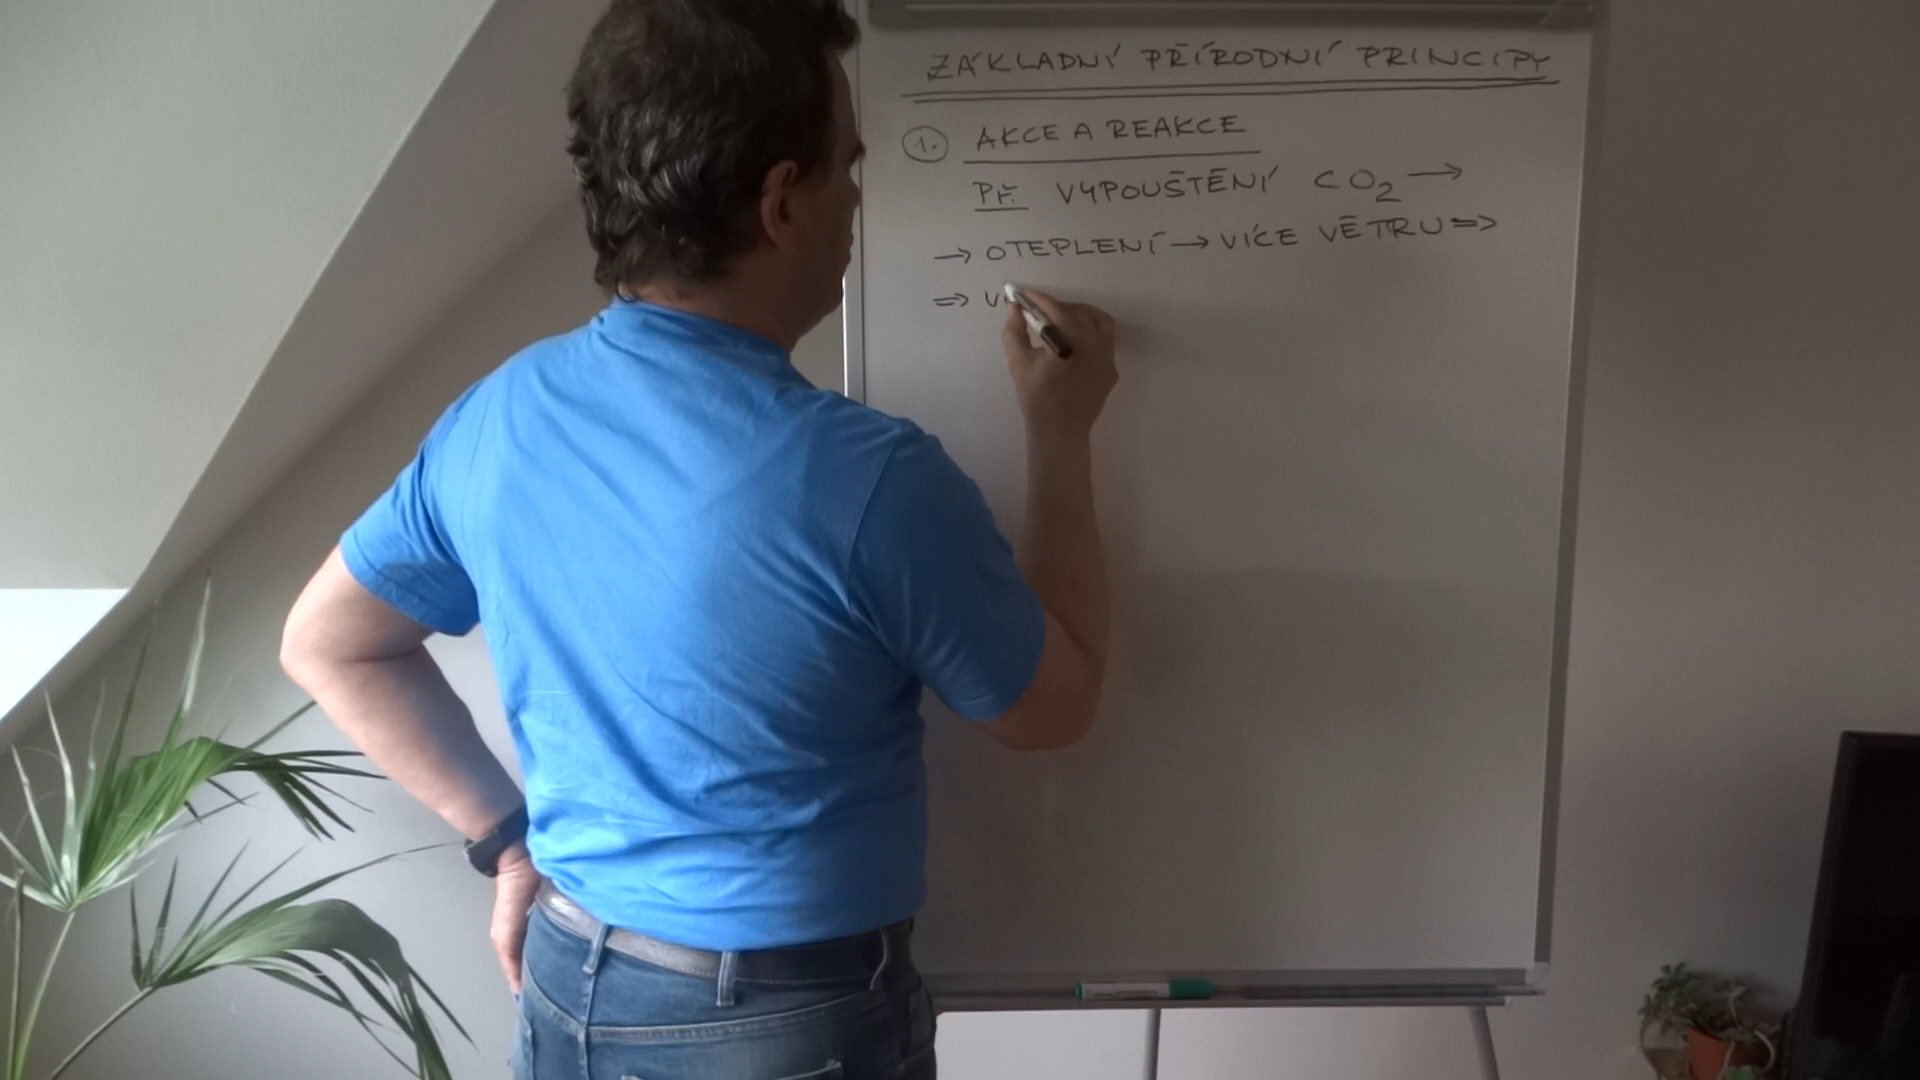 ZÁKLADNÍ PŘÍRODNÍ PRINCIPY
1. AKCE A REAKCE
PŘ. VYPOUŠTĚNÍ CO2 →
→ OTEPLENÍ → VÍCE VĚTRU =>
=>